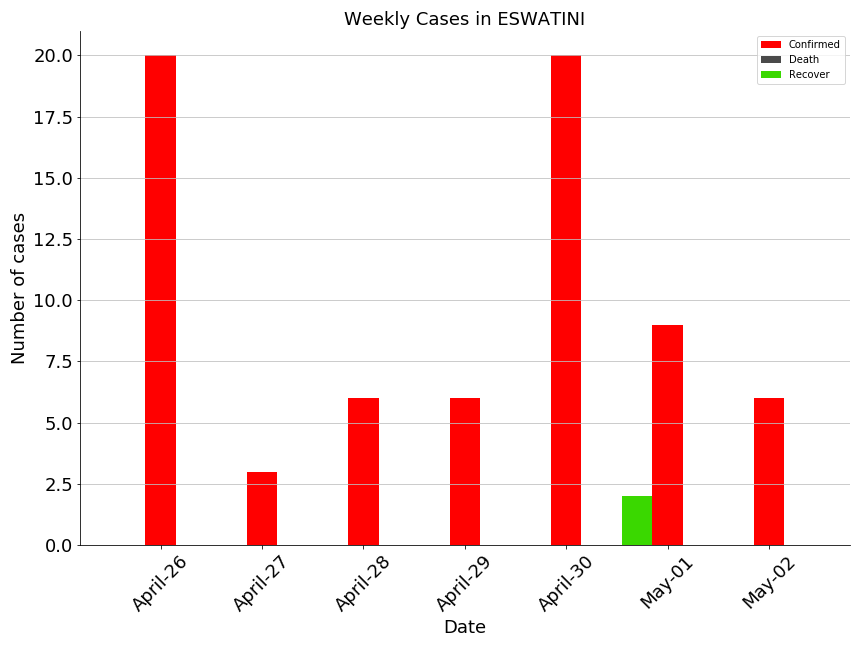 Weekly Cases in ESWATINI
Confirmed
Death
Recover
Number of cases
20.0
17.5
15.0
12.5
10.0
7.5
5.0
2.5
0.0
April-26
April-27
April-28
April-29
April-30
May-01
May-02
Date